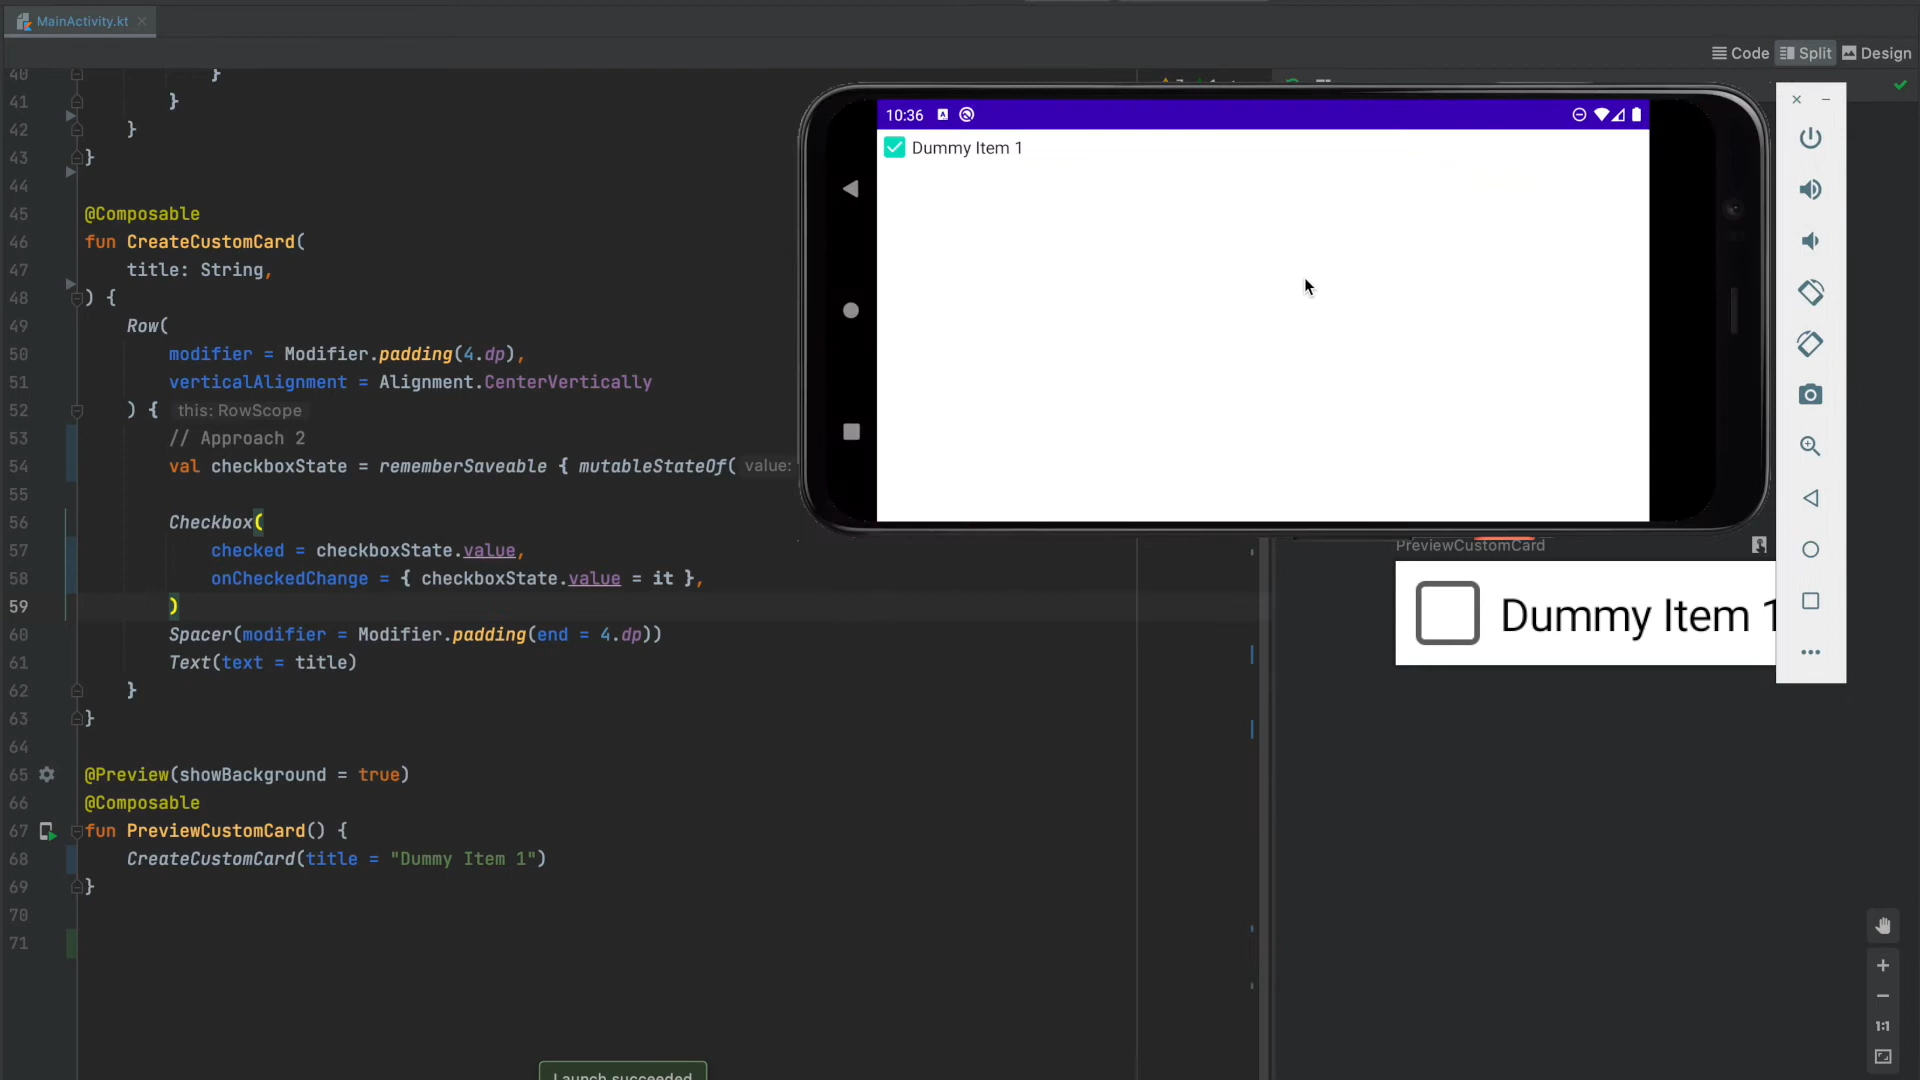 MainActivity.kt
Code Split Design
40 }
41 }
42 }
43 }
44
45 @Composable
46 fun CreateCustomCard(
47 title: String,
48 ) {
49 Row(
50 modifier = Modifier.padding(4.dp),
51 verticalAlignment = Alignment.CenterVertically
52 ) { this: RowScope
53 // Approach 2
54 val checkboxState = rememberSaveable { mutableStateOf( value:
55
56 Checkbox(
57 checked = checkboxState.value,
58 onCheckedChange = { checkboxState.value = it },
59 )
60 Spacer(modifier = Modifier.padding(end = 4.dp))
61 Text(text = title)
62 }
63 }
64
65 @Preview(showBackground = true)
66 @Composable
67 fun PreviewCustomCard() {
68 CreateCustomCard(title = "Dummy Item 1")
69 }
70
71
10:36
Dummy Item 1
PreviewCustomCard
Dummy Item 1
1:1
Launch succeeded